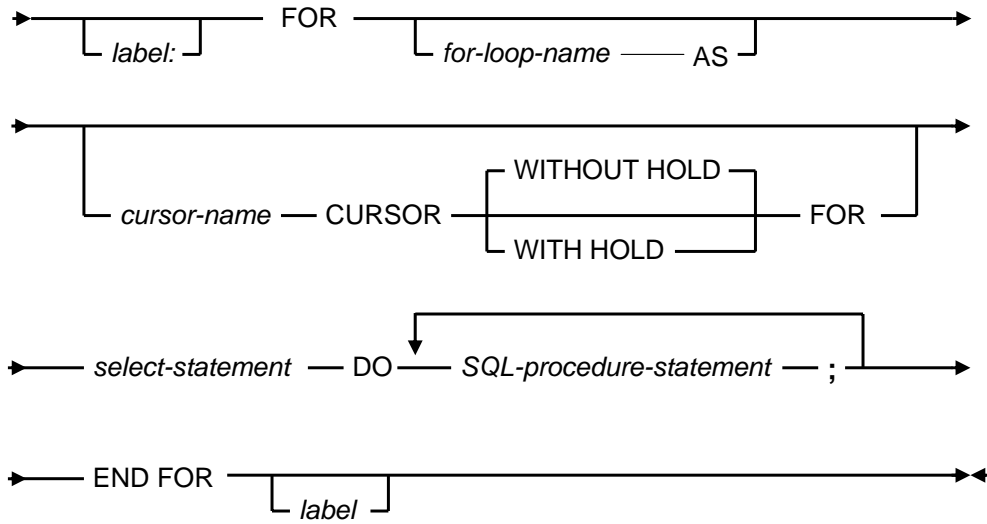 FOR
label: for-loop-name AS
WITHOUT HOLD
cursor-name CURSOR FOR
WITH HOLD
select-statement DO SQL-procedure-statement ;
END FOR
label